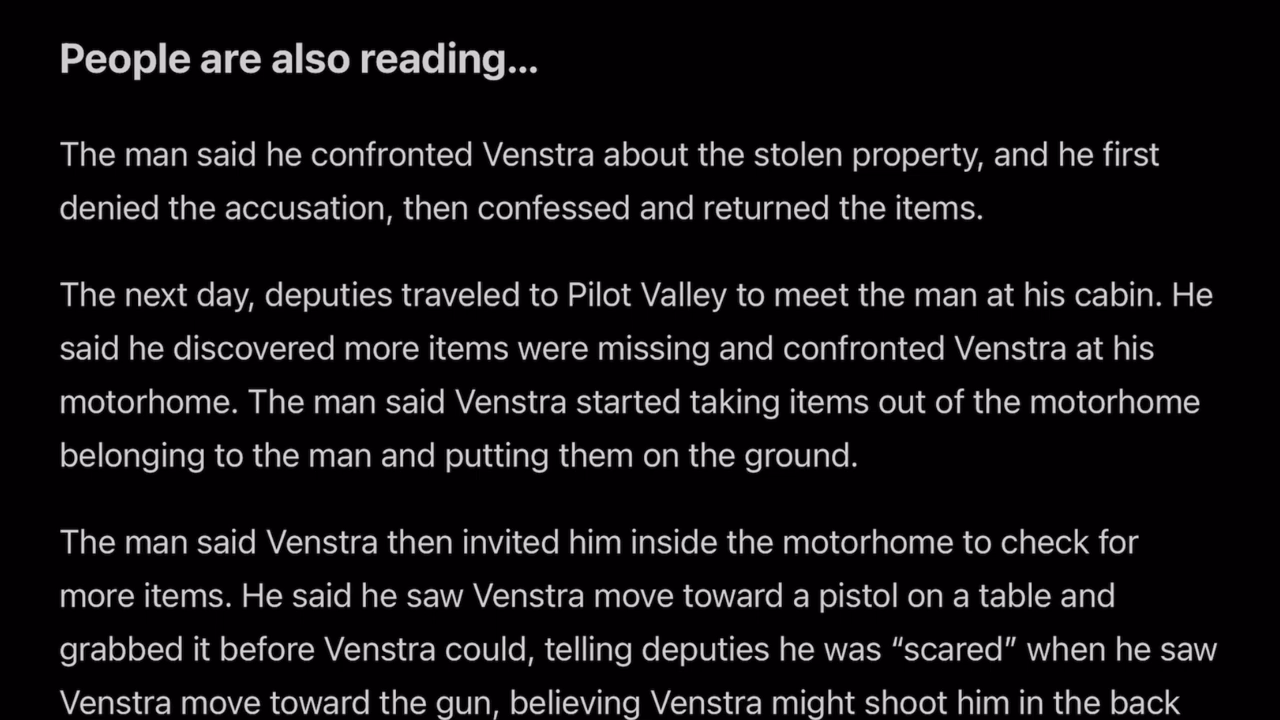 People are also reading...
The man said he confronted Venstra about the stolen property, and he first
denied the accusation, then confessed and returned the items.
The next day, deputies traveled to Pilot Valley to meet the man at his cabin. He
said he discovered more items were missing and confronted Venstra at his
motorhome. The man said Venstra started taking items out of the motorhome
belonging to the man and putting them on the ground.
The man said Venstra then invited him inside the motorhome to check for
more items. He said he saw Venstra move toward a pistol on a table and
grabbed it before Venstra could, telling deputies he was “scared” when he saw
Venstra move toward the gun, believing Venstra might shoot him in the back